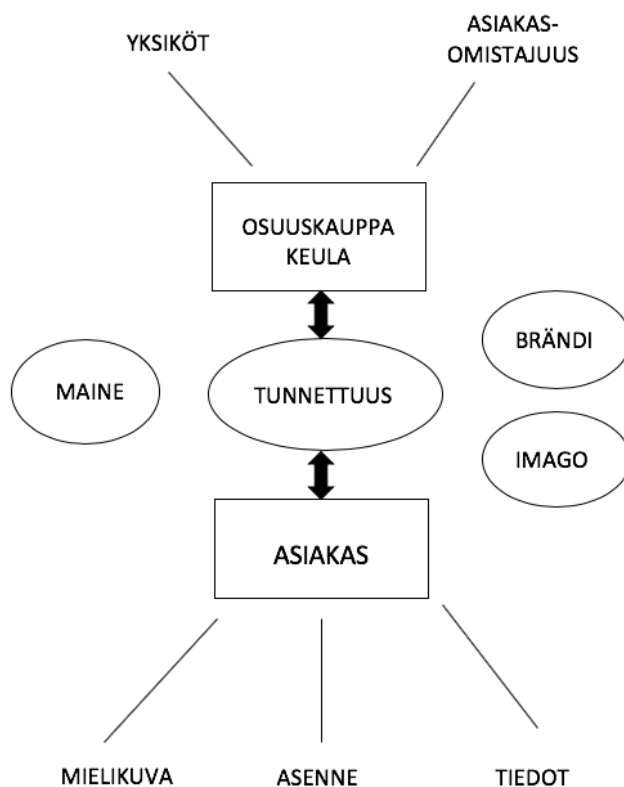 YKSIKÖT
ASIAKAS-
OMISTAJUUS
OSUUSKAUPPA
KEULA
MAINE
TUNNETTUUS
BRÄNDI
IMAGO
ASIAKAS
MIELIKUVA
ASENNE
TIEDOT